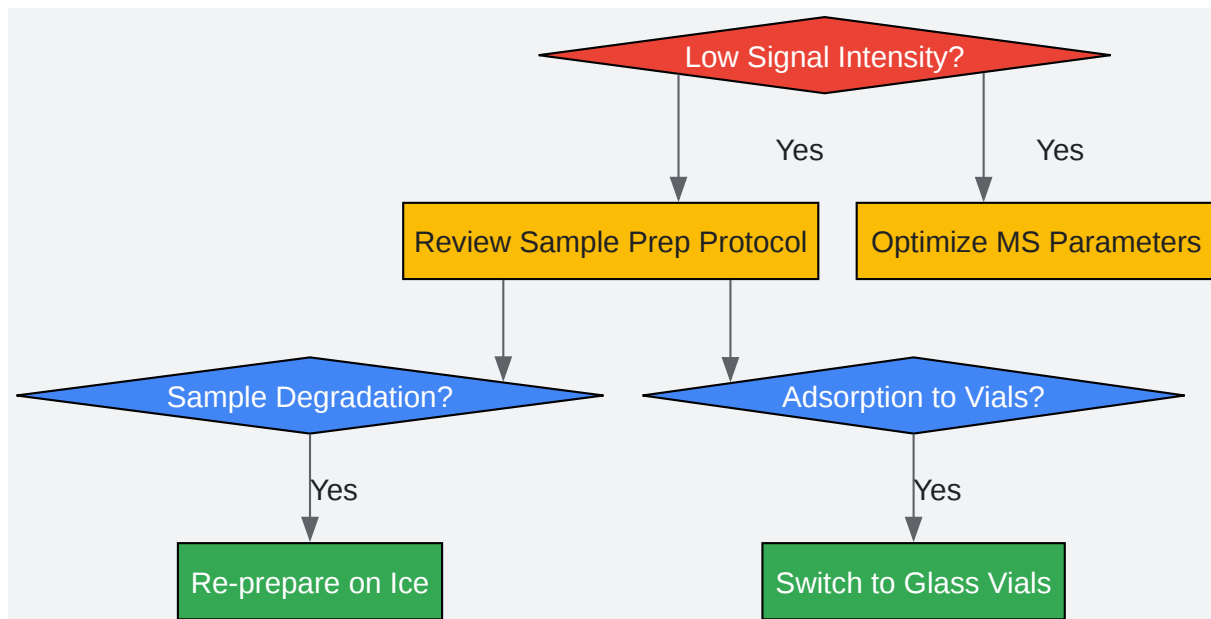 Low Signal Intensity?
Yes
Yes
Review Sample Prep Protocol
Optimize MS Parameters
Sample Degradation?
Adsorption to Vials?
Yes
Yes
Re-prepare on Ice
Switch to Glass Vials